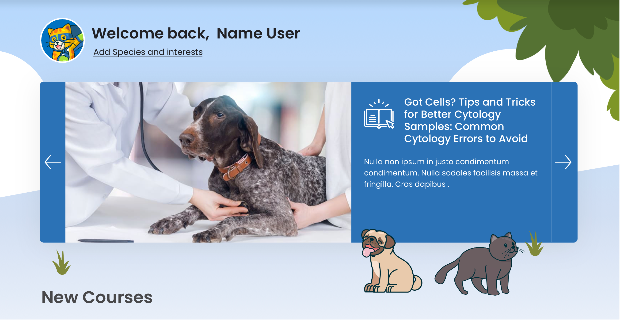 Welcome back, Name User
Add Species and interests
Got Cells? Tips and Tricks
for Better Cytology
Samples: Common
Cytology Errors to Avoid
Nulla non ipsum in justo condimentum
condimentum. Nulla sodales facilisis massa et
fringilla. Cras dapibus .
New Courses